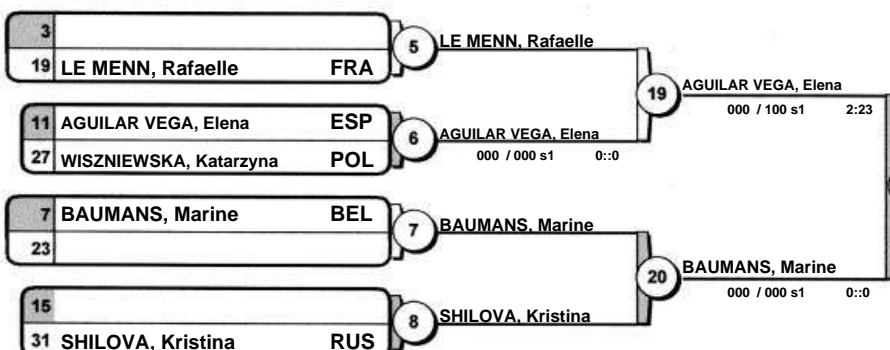 3
19 LE MENN, Rafaelle FRA
5 LE MENN, Rafaelle
11 AGUILAR VEGA, Elena ESP
27 WISZNIEWSKA, Katarzyna POL
6 AGUILAR VEGA, Elena
000 / 000 s1 0::0
19 AGUILAR VEGA, Elena
000 / 100 s1 2:23
7 BAUMANS, Marine BEL
23
7 BAUMANS, Marine
15
31 SHILOVA, Kristina RUS
8 SHILOVA, Kristina
20 BAUMANS, Marine
000 / 000 s1 0::0